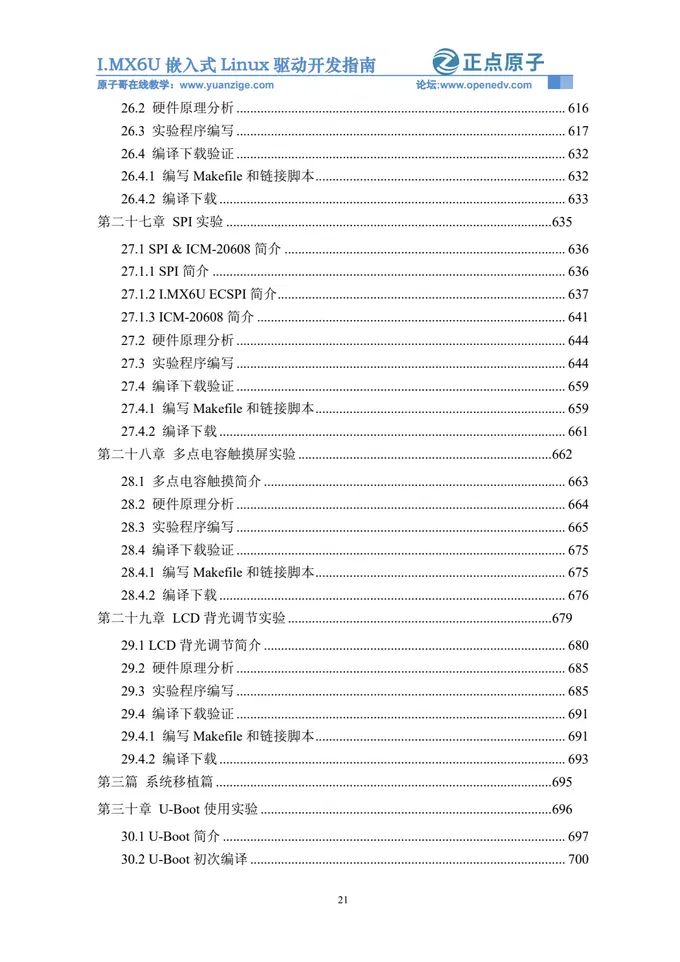 I.MX6U 嵌入式 Linux 驱动开发指南
正点原子
原子哥在线教学：www.yuanzige.com 论坛:www.openedv.com
26.2 硬件原理分析 616
26.3 实验程序编写 617
26.4 编译下载验证 632
26.4.1 编写 Makefile 和链接脚本 632
26.4.2 编译下载 633
第二十七章 SPI 实验 635
27.1 SPI & ICM-20608 简介 636
27.1.1 SPI 简介 636
27.1.2 I.MX6U ECSPI 简介 637
27.1.3 ICM-20608 简介 641
27.2 硬件原理分析 644
27.3 实验程序编写 644
27.4 编译下载验证 659
27.4.1 编写 Makefile 和链接脚本 659
27.4.2 编译下载 661
第二十八章 多点电容触摸屏实验 662
28.1 多点电容触摸简介 663
28.2 硬件原理分析 664
28.3 实验程序编写 665
28.4 编译下载验证 675
28.4.1 编写 Makefile 和链接脚本 675
28.4.2 编译下载 676
第二十九章 LCD 背光调节实验 679
29.1 LCD 背光调节简介 680
29.2 硬件原理分析 685
29.3 实验程序编写 685
29.4 编译下载验证 691
29.4.1 编写 Makefile 和链接脚本 691
29.4.2 编译下载 693
第三篇 系统移植篇 695
第三十章 U-Boot 使用实验 696
30.1 U-Boot 简介 697
30.2 U-Boot 初次编译 700
21